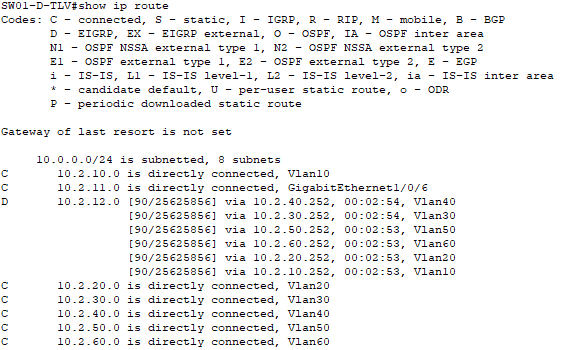 SW01-D-TLV#show ip route
Codes: C - connected, S - static, I - IGRP, R - RIP, M - mobile, B - BGP
       D - EIGRP, EX - EIGRP external, O - OSPF, IA - OSPF inter area
       N1 - OSPF NSSA external type 1, N2 - OSPF NSSA external type 2
       E1 - OSPF external type 1, E2 - OSPF external type 2, E - EGP
       i - IS-IS, L1 - IS-IS level-1, L2 - IS-IS level-2, ia - IS-IS inter area
       * - candidate default, U - per-user static route, o - ODR
       P - periodic downloaded static route
Gateway of last resort is not set
     10.0.0.0/24 is subnetted, 8 subnets
C       10.2.10.0 is directly connected, Vlan10
C       10.2.11.0 is directly connected, GigabitEthernet1/0/6
D       10.2.12.0 [90/25625856] via 10.2.40.252, 00:02:54, Vlan40
                  [90/25625856] via 10.2.30.252, 00:02:54, Vlan30
                  [90/25625856] via 10.2.50.252, 00:02:53, Vlan50
                  [90/25625856] via 10.2.60.252, 00:02:53, Vlan60
                  [90/25625856] via 10.2.20.252, 00:02:53, Vlan20
                  [90/25625856] via 10.2.10.252, 00:02:53, Vlan10
C       10.2.20.0 is directly connected, Vlan20
C       10.2.30.0 is directly connected, Vlan30
C       10.2.40.0 is directly connected, Vlan40
C       10.2.50.0 is directly connected, Vlan50
C       10.2.60.0 is directly connected, Vlan60